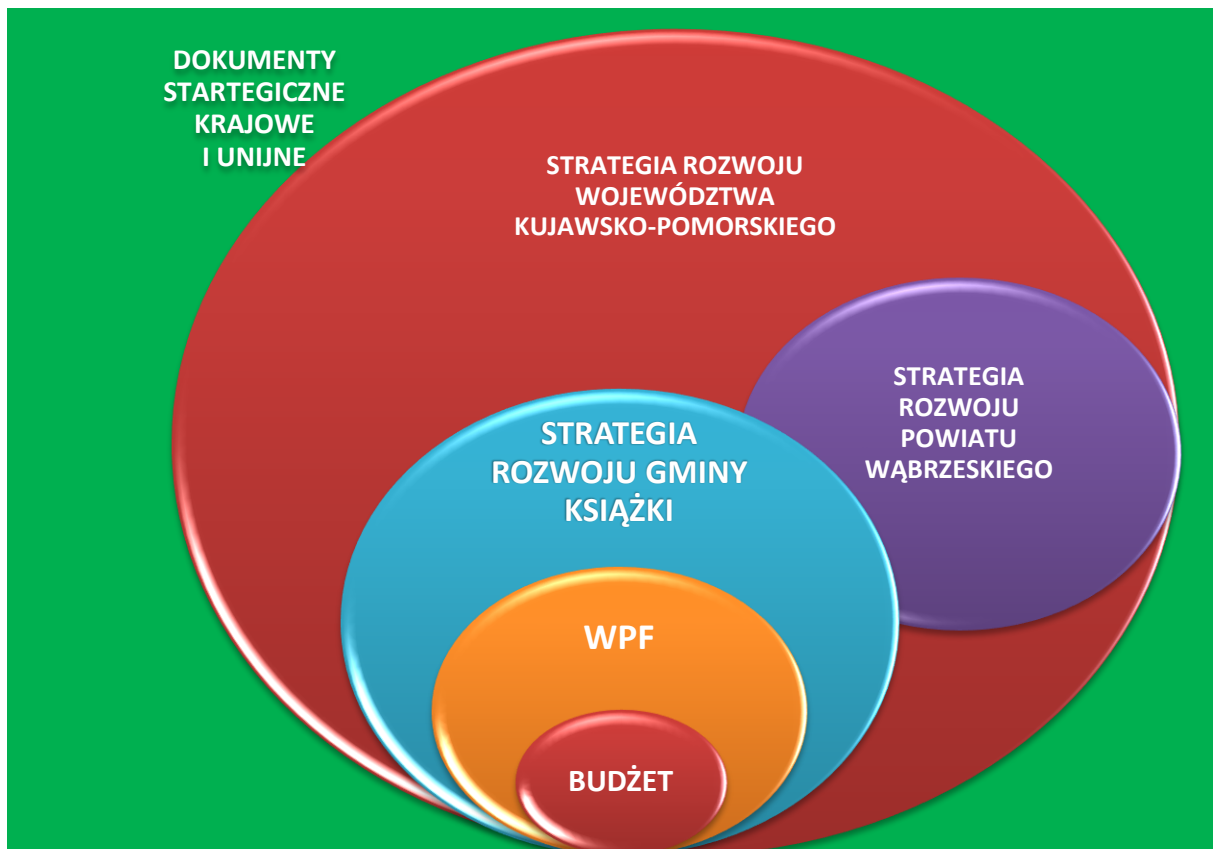 DOKUMENTY
STARTEGICZNE
KRAJOWE
I UNIJNE
STRATEGIA ROZWOJU
WOJEWÓDZTWA
KUJAWSKO-POMORSKIEGO
STRATEGIA
ROZWOJU
POWIATU
WĄBRZESKIEGO
STRATEGIA
ROZWOJU GMINY
KSIĄŻKI
WPF
BUDŻET